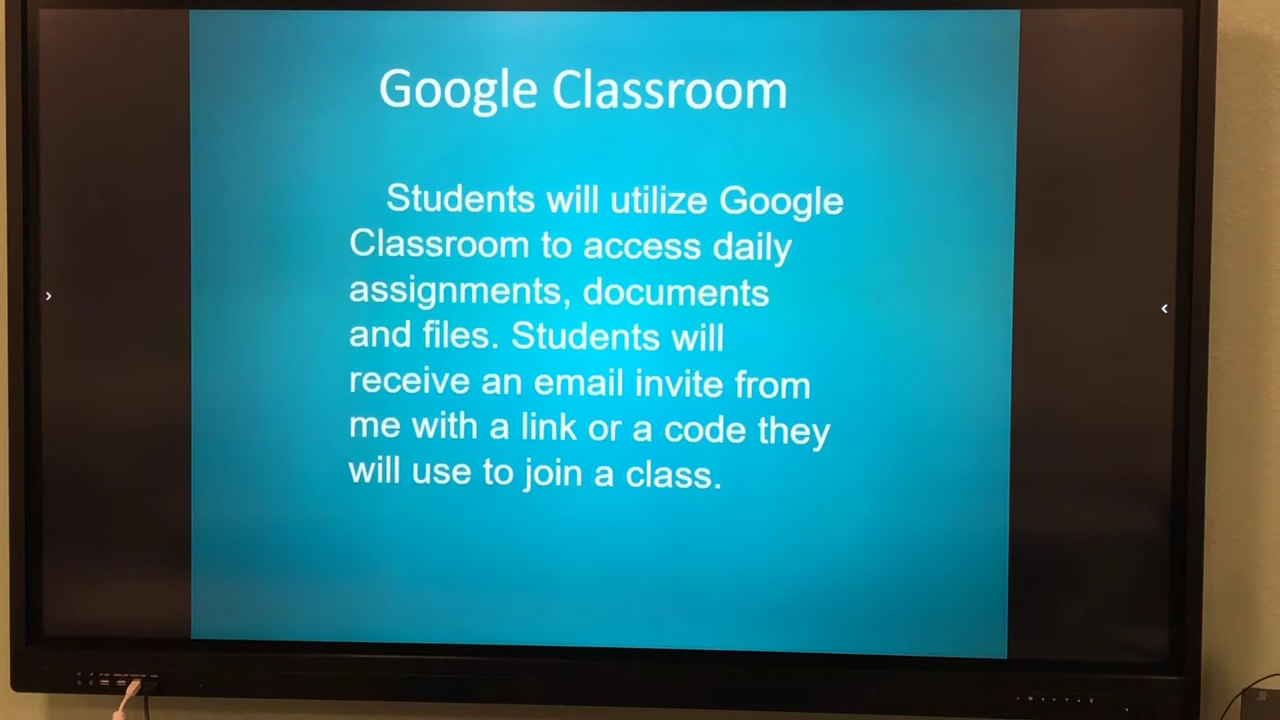 Google Classroom
Students will utilize Google
Classroom to access daily
assignments, documents
and files. Students will
receive an email invite from
me with a link or a code they
will use to join a class.